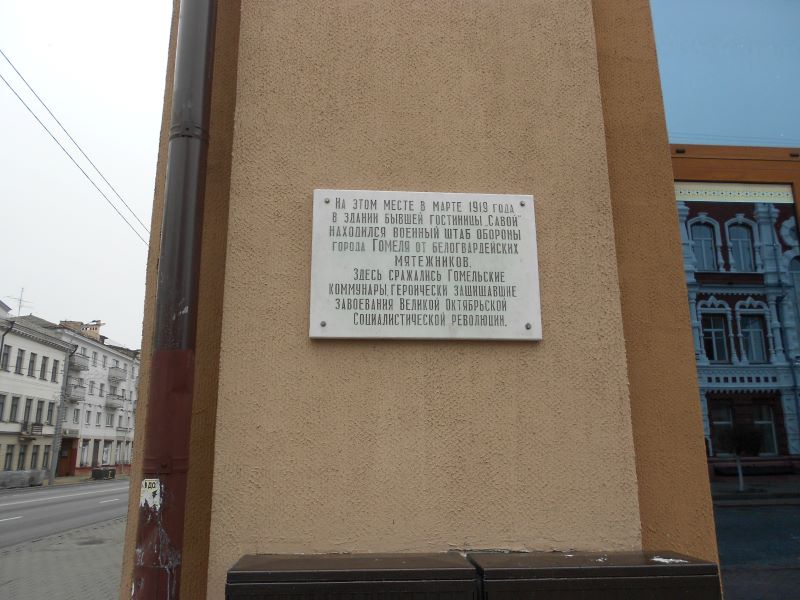 На этом месте в марте 1919 года
в здании бывшей гостиницы „Савой"
находился военный штаб обороны
города Гомеля от белогвардейских
мятежников.
Здесь сражались Гомельские
коммунары, героически защищавшие
завоевания Великой Октябрьской
Социалистической революции.